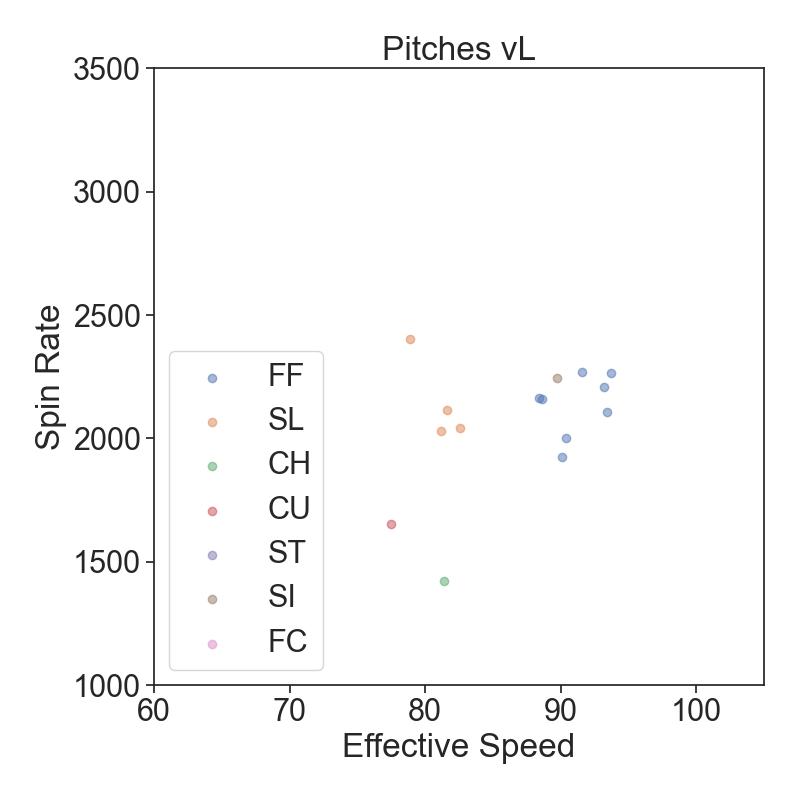 Pitches vL
3500
3000
2500
2000
1500
1000
Spin Rate
FF
SL
CH
CU
ST
SI
FC
60 70 80 90 100
Effective Speed